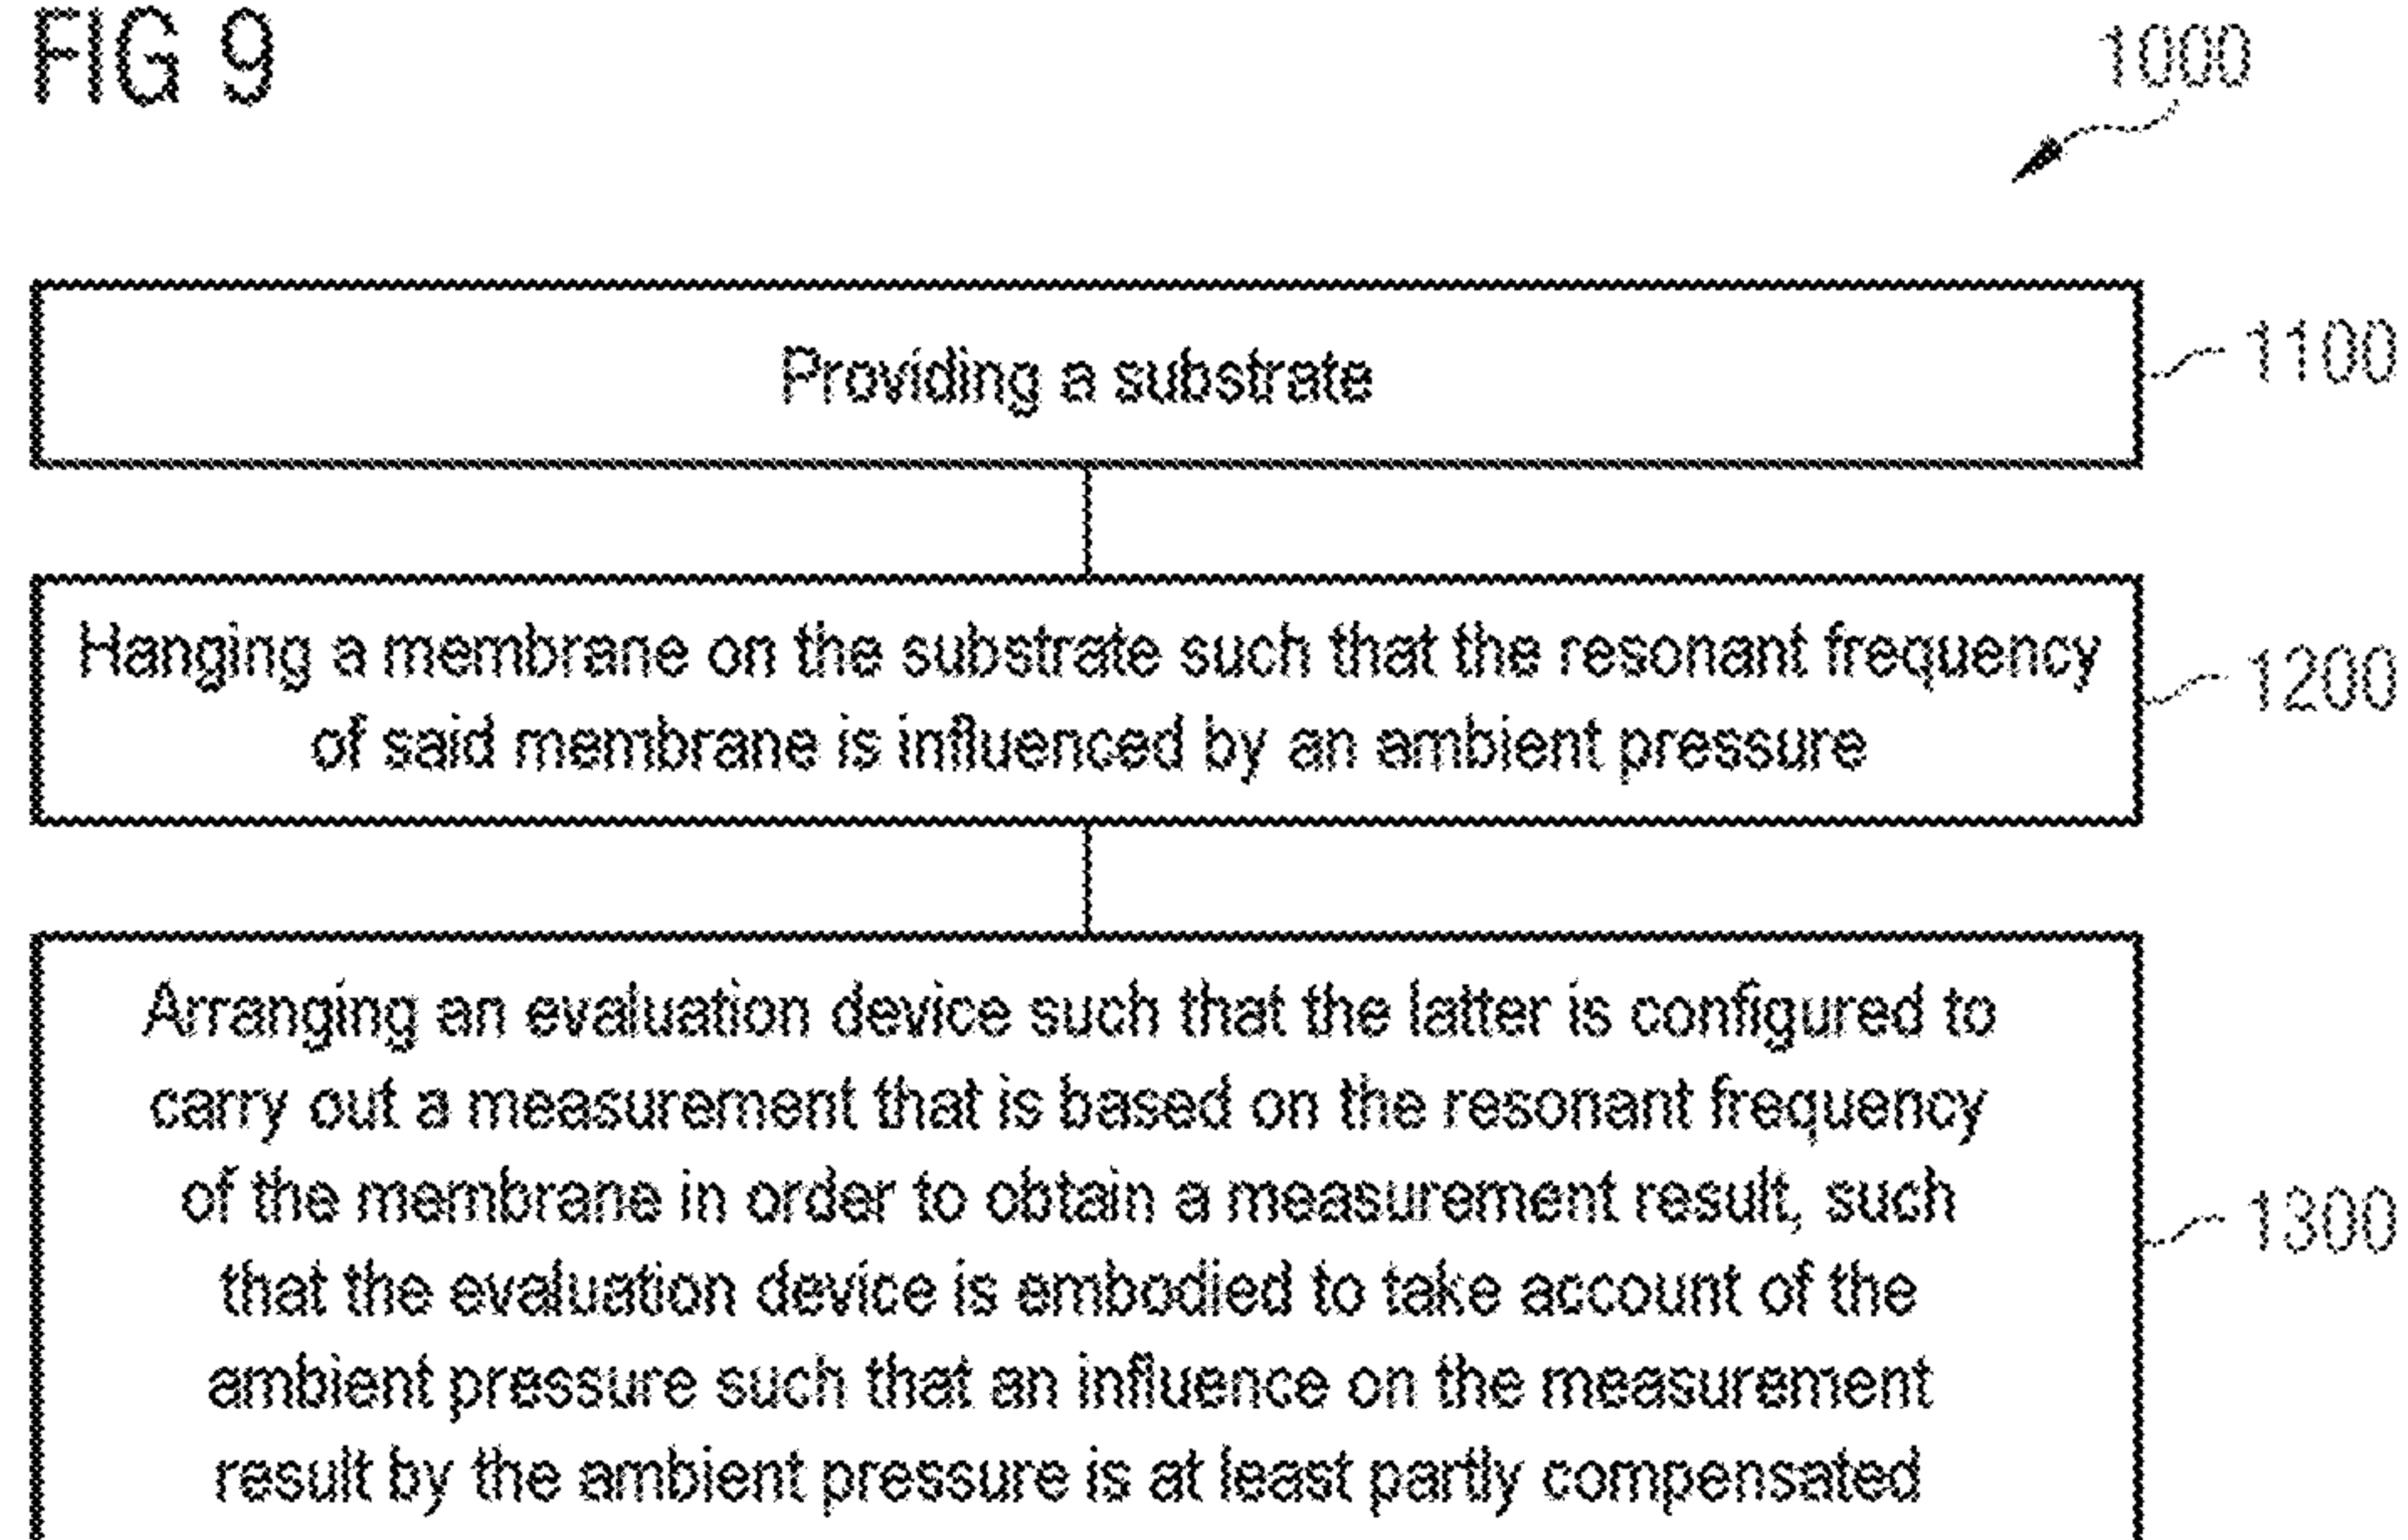 FIG 9
1000
Providing a substrate
1100
Hanging a membrane on the substrate such that the resonant frequency
of said membrane is influenced by an ambient pressure
1200
Arranging an evaluation device such that the latter is configured to
carry out a measurement that is based on the resonant frequency
of the membrane in order to obtain a measurement result, such
that the evaluation device is embodied to take account of the
ambient pressure such that an influence on the measurement
result by the ambient pressure is at least partly compensated
1300